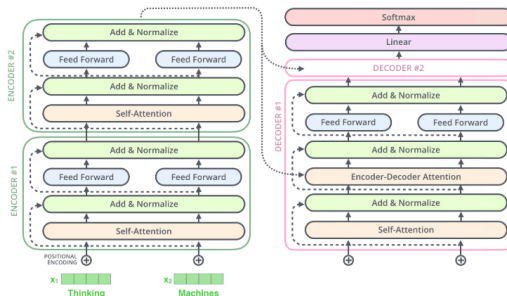 ENCODER #2
Add & Normalize
Feed Forward
Feed Forward
Add & Normalize
Self-Attention
ENCODER #1
Add & Normalize
Feed Forward
Feed Forward
Add & Normalize
Self-Attention
POSITIONAL
ENCODING
x₁
x₂
Thinking
Machines
Softmax
Linear
DECODER #2
DECODER #1
Add & Normalize
Feed Forward
Feed Forward
Add & Normalize
Encoder-Decoder Attention
Add & Normalize
Self-Attention